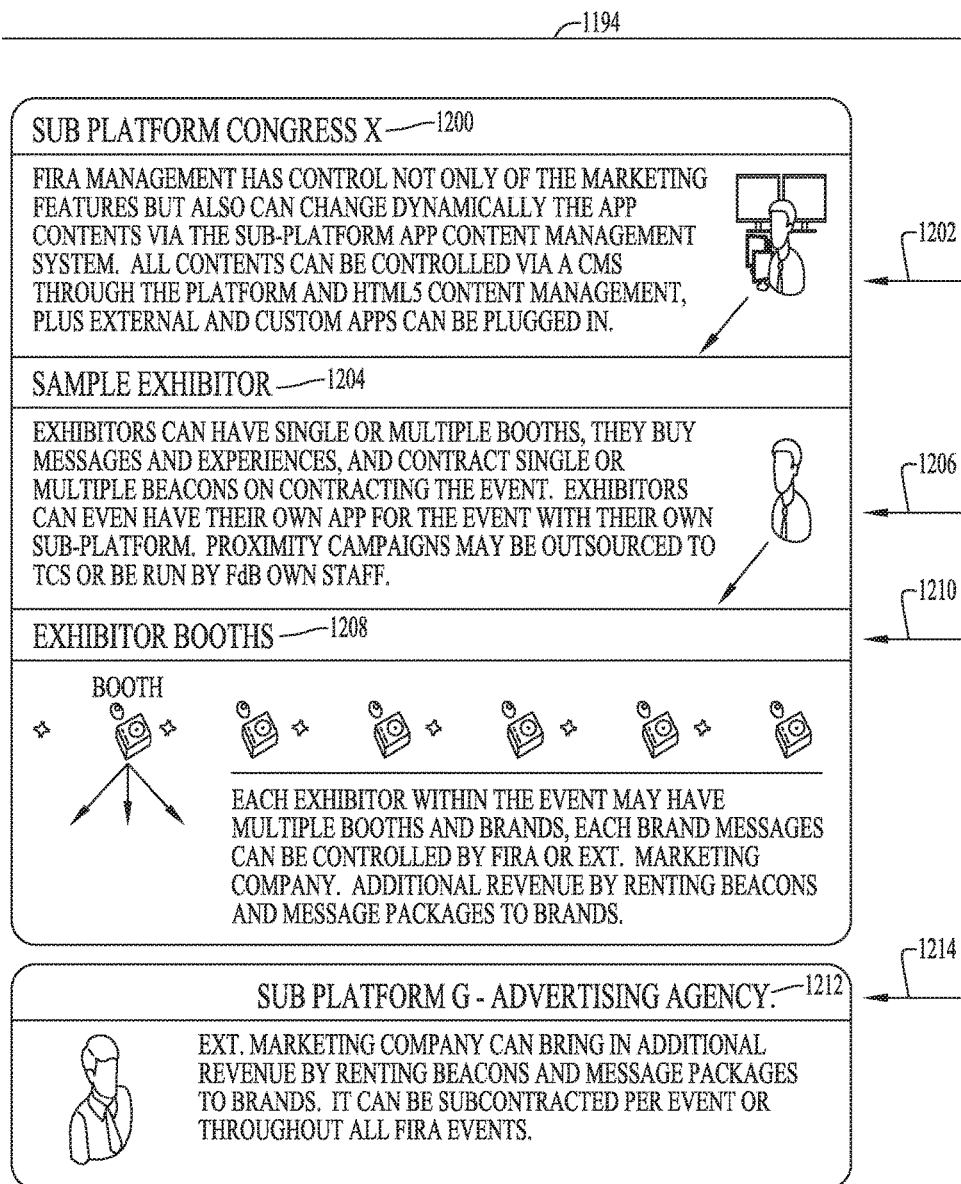 1194
SUB PLATFORM CONGRESS X 1200
FIRA MANAGEMENT HAS CONTROL NOT ONLY OF THE MARKETING
FEATURES BUT ALSO CAN CHANGE DYNAMICALLY THE APP
CONTENTS VIA THE SUB-PLATFORM APP CONTENT MANAGEMENT
SYSTEM. ALL CONTENTS CAN BE CONTROLLED VIA A CMS
THROUGH THE PLATFORM AND HTML5 CONTENT MANAGEMENT,
PLUS EXTERNAL AND CUSTOM APPS CAN BE PLUGGED IN.
1202
SAMPLE EXHIBITOR 1204
EXHIBITORS CAN HAVE SINGLE OR MULTIPLE BOOTHS, THEY BUY
MESSAGES AND EXPERIENCES, AND CONTRACT SINGLE OR
MULTIPLE BEACONS ON CONTRACTING THE EVENT. EXHIBITORS
CAN EVEN HAVE THEIR OWN APP FOR THE EVENT WITH THEIR OWN
SUB-PLATFORM. PROXIMITY CAMPAIGNS MAY BE OUTSOURCED TO
TCS OR BE RUN BY FdB OWN STAFF.
1206
1210
EXHIBITOR BOOTHS 1208
BOOTH
EACH EXHIBITOR WITHIN THE EVENT MAY HAVE
MULTIPLE BOOTHS AND BRANDS, EACH BRAND MESSAGES
CAN BE CONTROLLED BY FIRA OR EXT. MARKETING
COMPANY. ADDITIONAL REVENUE BY RENTING BEACONS
AND MESSAGE PACKAGES TO BRANDS.
1214
SUB PLATFORM G - ADVERTISING AGENCY. 1212
EXT. MARKETING COMPANY CAN BRING IN ADDITIONAL
REVENUE BY RENTING BEACONS AND MESSAGE PACKAGES
TO BRANDS. IT CAN BE SUBCONTRACTED PER EVENT OR
THROUGHOUT ALL FIRA EVENTS.